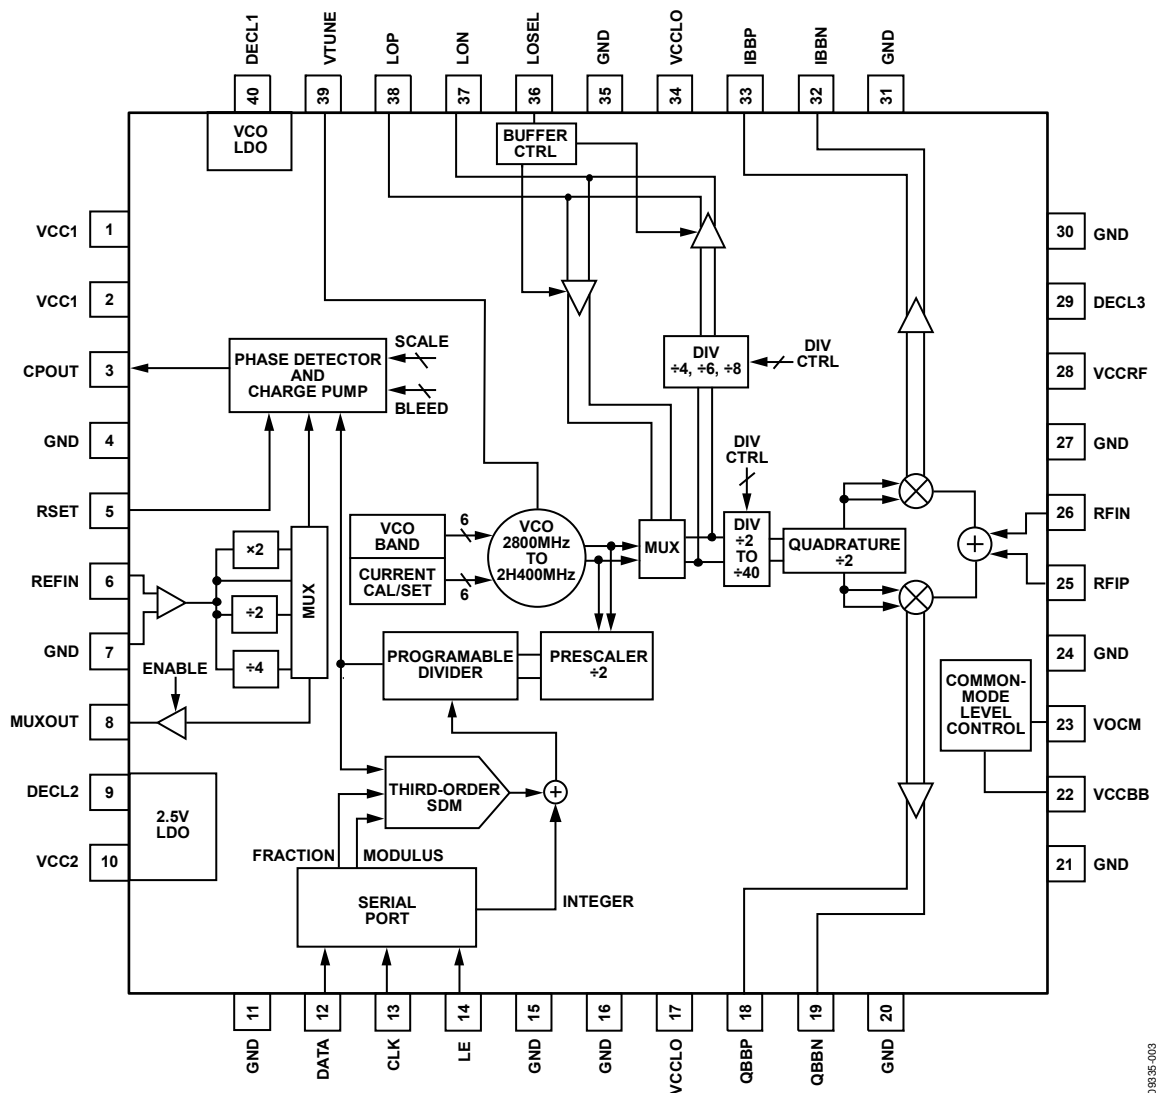 DECL1
VTUNE
LOP
LON
LOSEL
GND
VCCLO
IBBP
IBBN
GND
40
39
38
37
36
35
34
33
32
31
VCO
LDO
BUFFER
CTRL
VCC1
1
VCC1
2
CPOUT
3
GND
4
RSET
5
REFIN
6
GND
7
MUXOUT
8
DECL2
9
VCC2
10
30
GND
29
DECL3
28
VCCRF
27
GND
26
RFIN
25
RFIP
24
GND
23
VOCM
22
VCCBB
21
GND
PHASE DETECTOR
AND
CHARGE PUMP
SCALE
BLEED
DIV
÷4, ÷6, ÷8
DIV
CTRL
DIV
CTRL
VCO
BAND
CURRENT
CAL/SET
6
6
VCO
2800MHz
TO
2H400MHz
MUX
DIV
÷2
TO
÷40
QUADRATURE
÷2
×2
÷2
÷4
MUX
ENABLE
PROGRAMABLE
DIVIDER
PRESCALER
÷2
COMMON-
MODE
LEVEL
CONTROL
2.5V
LDO
THIRD-ORDER
SDM
+
+
FRACTION
MODULUS
SERIAL
PORT
INTEGER
11
12
13
14
15
16
17
18
19
20
GND
DATA
CLK
LE
GND
GND
VCCLO
QBBP
QBBN
GND
09335-003